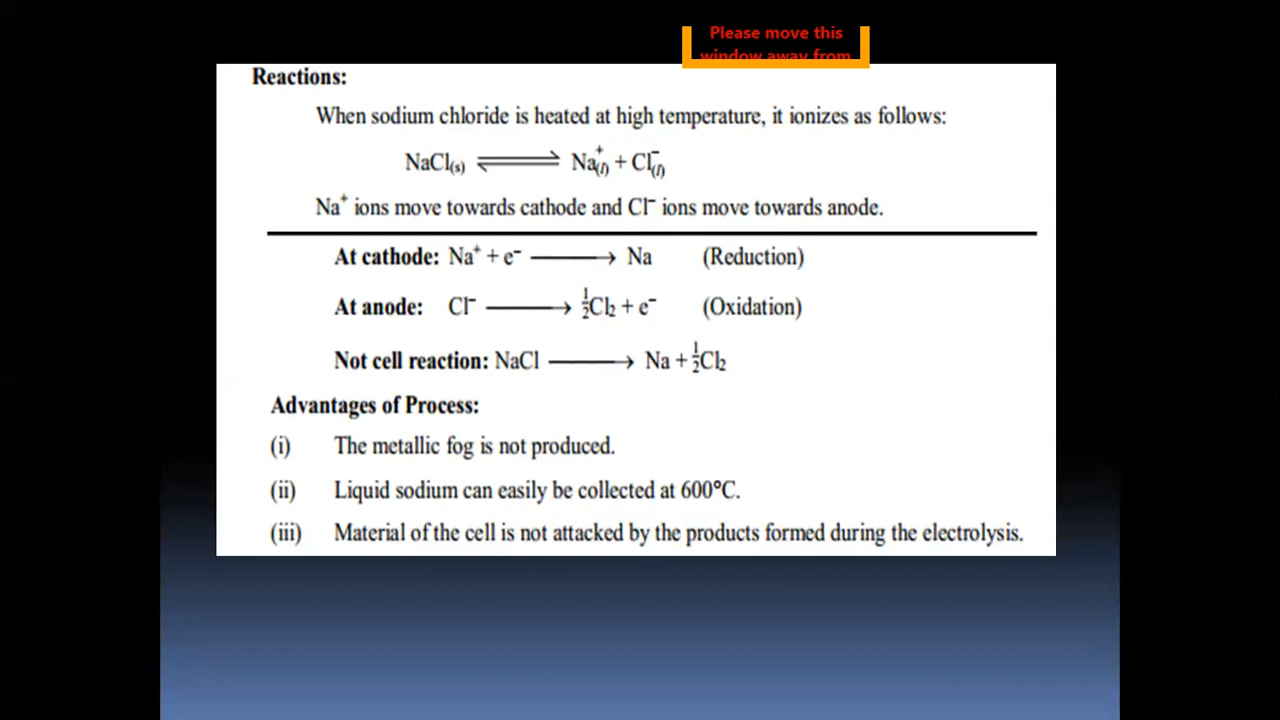 Please move this
window away from
Reactions:
When sodium chloride is heated at high temperature, it ionizes as follows:
NaCl(s) ⇌ Na⁺(l) + Cl⁻(l)
Na⁺ ions move towards cathode and Cl⁻ ions move towards anode.
At cathode: Na⁺ + e⁻ ⟶ Na (Reduction)
At anode: Cl⁻ ⟶ ½Cl₂ + e⁻ (Oxidation)
Not cell reaction: NaCl ⟶ Na + ½Cl₂
Advantages of Process:
(i) The metallic fog is not produced.
(ii) Liquid sodium can easily be collected at 600°C.
(iii) Material of the cell is not attacked by the products formed during the electrolysis.